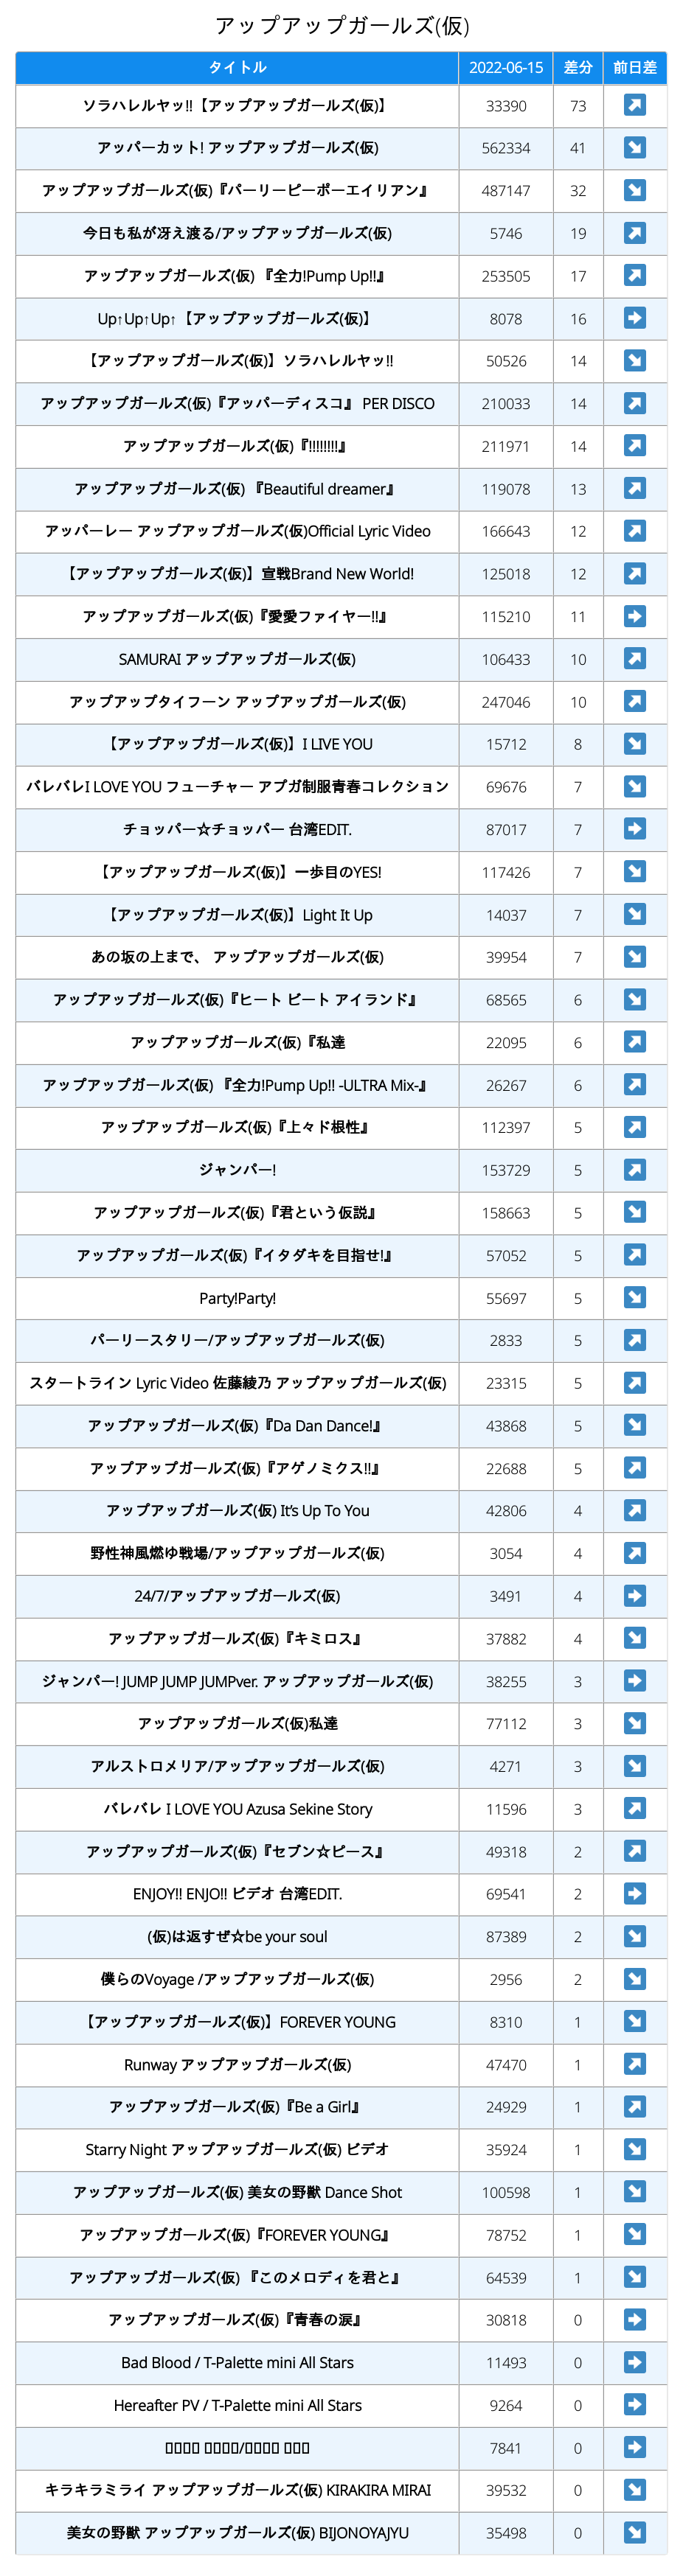 アップアップガールズ(仮)
タイトル 2022-06-15 差分 前日差
ソラハレルヤッ!!【アップアップガールズ(仮)】 33390 73
アッパーカット! アップアップガールズ(仮) 562334 41
アップアップガールズ(仮)『パーリーピーポーエイリアン』 487147 32
今日も私が冴え渡る/アップアップガールズ(仮) 5746 19
アップアップガールズ(仮) 『全力!Pump Up!!』 253505 17
Up↑Up↑Up↑【アップアップガールズ(仮)】 8078 16
【アップアップガールズ(仮)】ソラハレルヤッ!! 50526 14
アップアップガールズ(仮)『アッパーディスコ』 PER DISCO 210033 14
アップアップガールズ(仮)『!!!!!!!!』 211971 14
アップアップガールズ(仮) 『Beautiful dreamer』 119078 13
アッパーレー アップアップガールズ(仮)Official Lyric Video 166643 12
【アップアップガールズ(仮)】宣戦Brand New World! 125018 12
アップアップガールズ(仮)『愛愛ファイヤー!!』 115210 11
SAMURAI アップアップガールズ(仮) 106433 10
アップアップタイフーン アップアップガールズ(仮) 247046 10
【アップアップガールズ(仮)】I LIVE YOU 15712 8
バレバレI LOVE YOU フューチャー アプガ制服青春コレクション 69676 7
チョッパー☆チョッパー 台湾EDIT. 87017 7
【アップアップガールズ(仮)】一歩目のYES! 117426 7
【アップアップガールズ(仮)】Light It Up 14037 7
あの坂の上まで、 アップアップガールズ(仮) 39954 7
アップアップガールズ(仮)『ヒート ビート アイランド』 68565 6
アップアップガールズ(仮)『私達 22095 6
アップアップガールズ(仮) 『全力!Pump Up!! -ULTRA Mix-』 26267 6
アップアップガールズ(仮)『上々ド根性』 112397 5
ジャンパー! 153729 5
アップアップガールズ(仮)『君という仮説』 158663 5
アップアップガールズ(仮)『イタダキを目指せ!』 57052 5
Party!Party! 55697 5
パーリースタリー/アップアップガールズ(仮) 2833 5
スタートライン Lyric Video 佐藤綾乃 アップアップガールズ(仮) 23315 5
アップアップガールズ(仮)『Da Dan Dance!』 43868 5
アップアップガールズ(仮)『アゲノミクス!!』 22688 5
アップアップガールズ(仮) It’s Up To You 42806 4
野性神風燃ゆ戦場/アップアップガールズ(仮) 3054 4
24/7/アップアップガールズ(仮) 3491 4
アップアップガールズ(仮)『キミロス』 37882 4
ジャンパー! JUMP JUMP JUMPver. アップアップガールズ(仮) 38255 3
アップアップガールズ(仮)私達 77112 3
アルストロメリア/アップアップガールズ(仮) 4271 3
バレバレ I LOVE YOU Azusa Sekine Story 11596 3
アップアップガールズ(仮)『セブン☆ピース』 49318 2
ENJOY!! ENJO!! ビデオ 台湾EDIT. 69541 2
(仮)は返すぜ☆be your soul 87389 2
僕らのVoyage /アップアップガールズ(仮) 2956 2
【アップアップガールズ(仮)】FOREVER YOUNG 8310 1
Runway アップアップガールズ(仮) 47470 1
アップアップガールズ(仮)『Be a Girl』 24929 1
Starry Night アップアップガールズ(仮) ビデオ 35924 1
アップアップガールズ(仮) 美女の野獣 Dance Shot 100598 1
アップアップガールズ(仮)『FOREVER YOUNG』 78752 1
アップアップガールズ(仮) 『このメロディを君と』 64539 1
アップアップガールズ(仮)『青春の涙』 30818 0
Bad Blood / T-Palette mini All Stars 11493 0
Hereafter PV / T-Palette mini All Stars 9264 0
/ 7841 0
キラキラミライ アップアップガールズ(仮) KIRAKIRA MIRAI 39532 0
美女の野獣 アップアップガールズ(仮) BIJONOYAJYU 35498 0